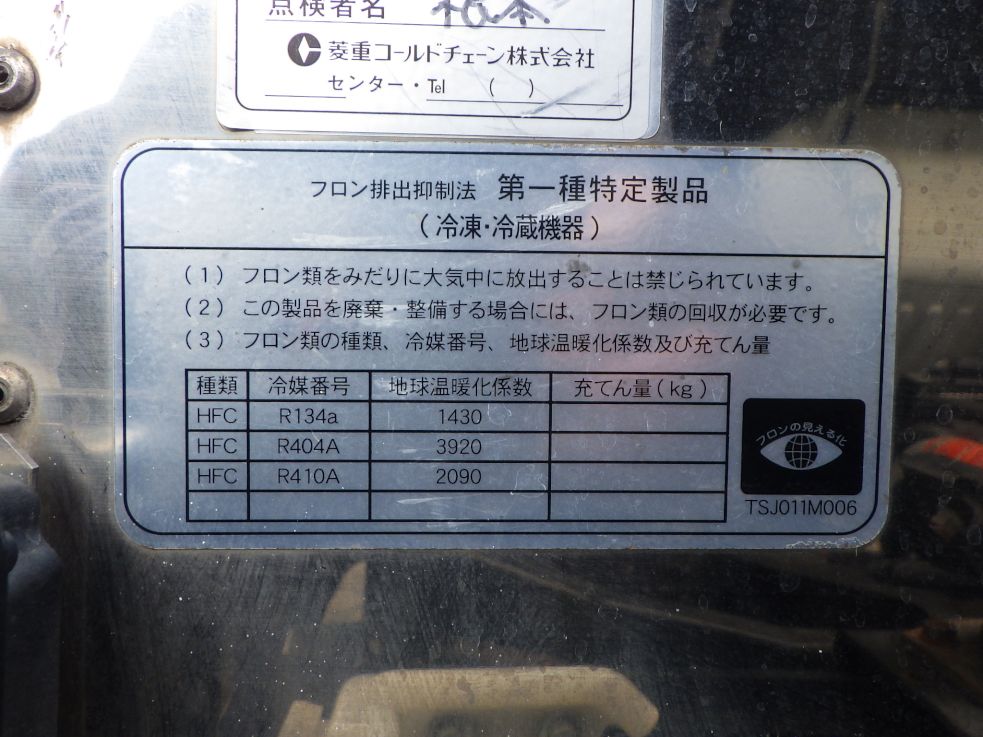 点検者名
菱重コールドチェーン株式会社
センター・Tel ( )
フロン排出抑制法 第一種特定製品
(冷凍・冷蔵機器)
(1) フロン類をみだりに大気中に放出することは禁じられています。
(2) この製品を廃棄・整備する場合には、フロン類の回収が必要です。
(3) フロン類の種類、冷媒番号、地球温暖化係数及び充てん量
種類 冷媒番号 地球温暖化係数 充てん量(kg)
HFC R134a 1430
HFC R404A 3920
HFC R410A 2090
フロンの見える化
TSJ011M006